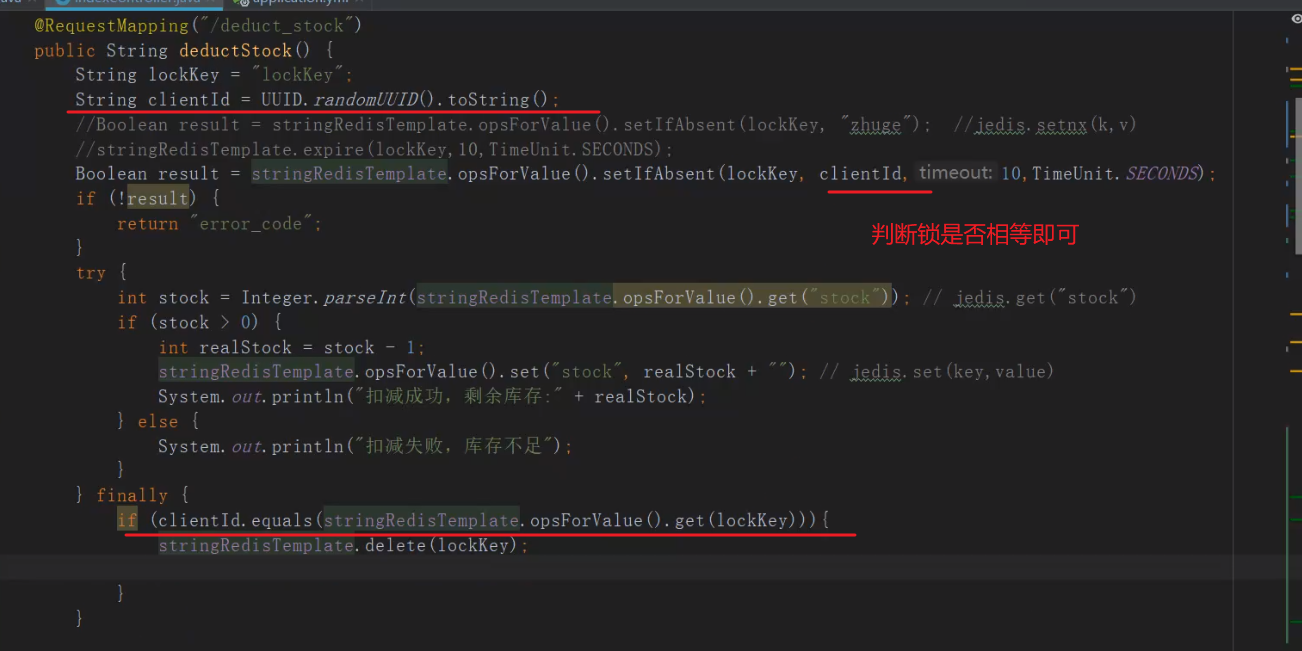 @RequestMapping("/deduct_stock")
public String deductStock() {
String lockKey = "lockKey";
String clientId = UUID.randomUUID().toString();
//Boolean result = stringRedisTemplate.opsForValue().setIfAbsent(lockKey, "zhuge"); //jedis.setnx(k,v)
//stringRedisTemplate.expire(lockKey,10,TimeUnit.SECONDS);
Boolean result = stringRedisTemplate.opsForValue().setIfAbsent(lockKey, clientId, timeout: 10,TimeUnit.SECONDS);
if (!result) {
return "error_code";
判断锁是否相等即可
}
try {
int stock = Integer.parseInt(stringRedisTemplate.opsForValue().get("stock")); // jedis.get("stock")
if (stock > 0) {
int realStock = stock - 1;
stringRedisTemplate.opsForValue().set("stock", realStock + ""); // jedis.set(key,value)
System.out.println("扣减成功，剩余库存:" + realStock);
} else {
System.out.println("扣减失败，库存不足");
}
} finally {
if (clientId.equals(stringRedisTemplate.opsForValue().get(lockKey))){
stringRedisTemplate.delete(lockKey);
}
}